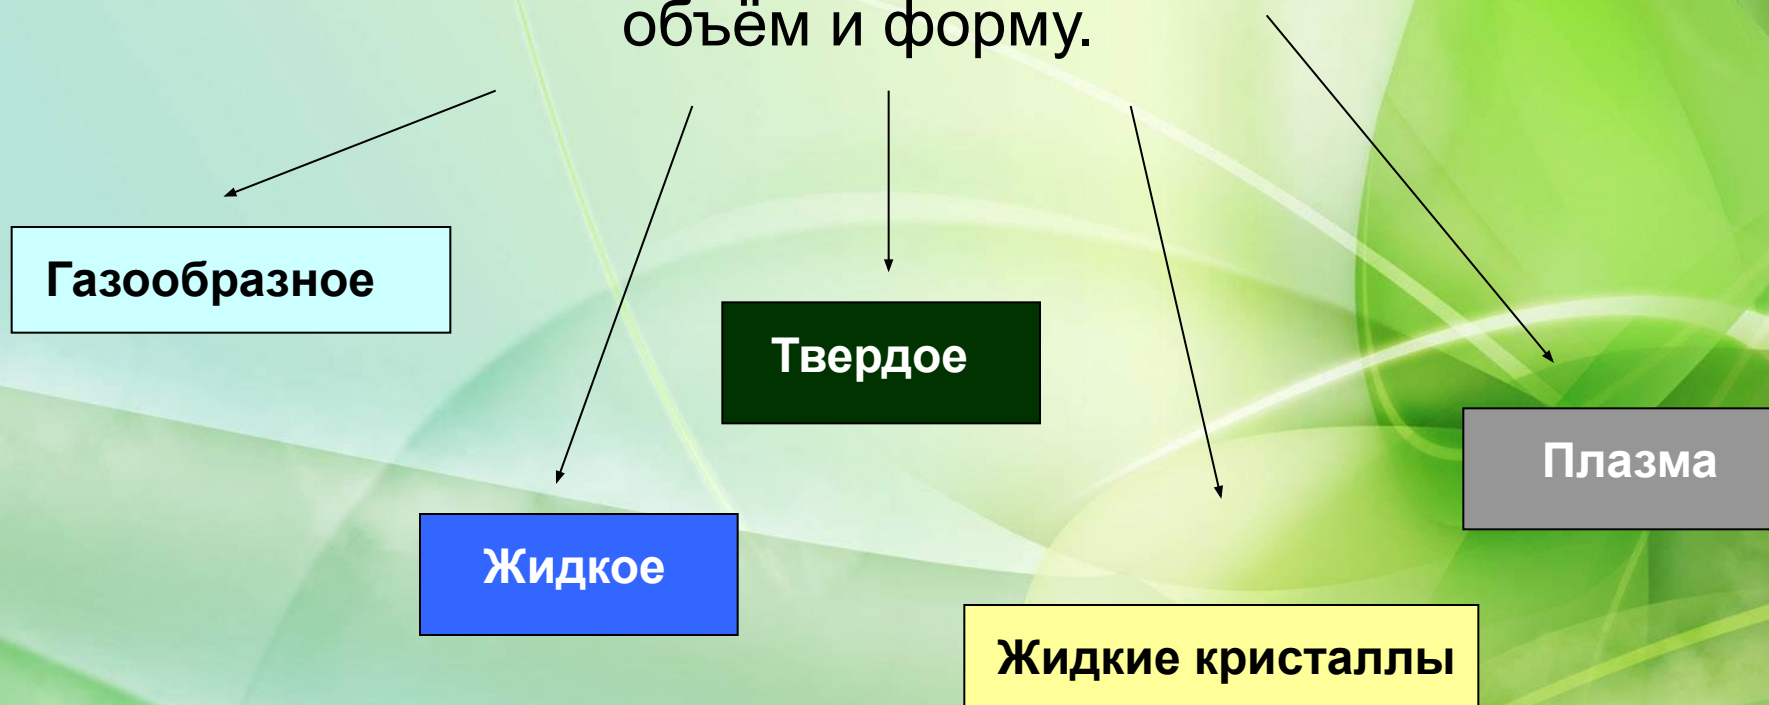 объём и форму.
Газообразное
Твердое
Плазма
Жидкое
Жидкие кристаллы